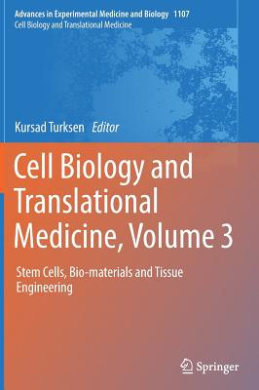 Advances in Experimental Medicine and Biology 1107
Cell Biology and Translational Medicine
Kursad Turksen Editor
Cell Biology and
Translational
Medicine, Volume 3
Stem Cells, Bio-materials and Tissue
Engineering
Springer